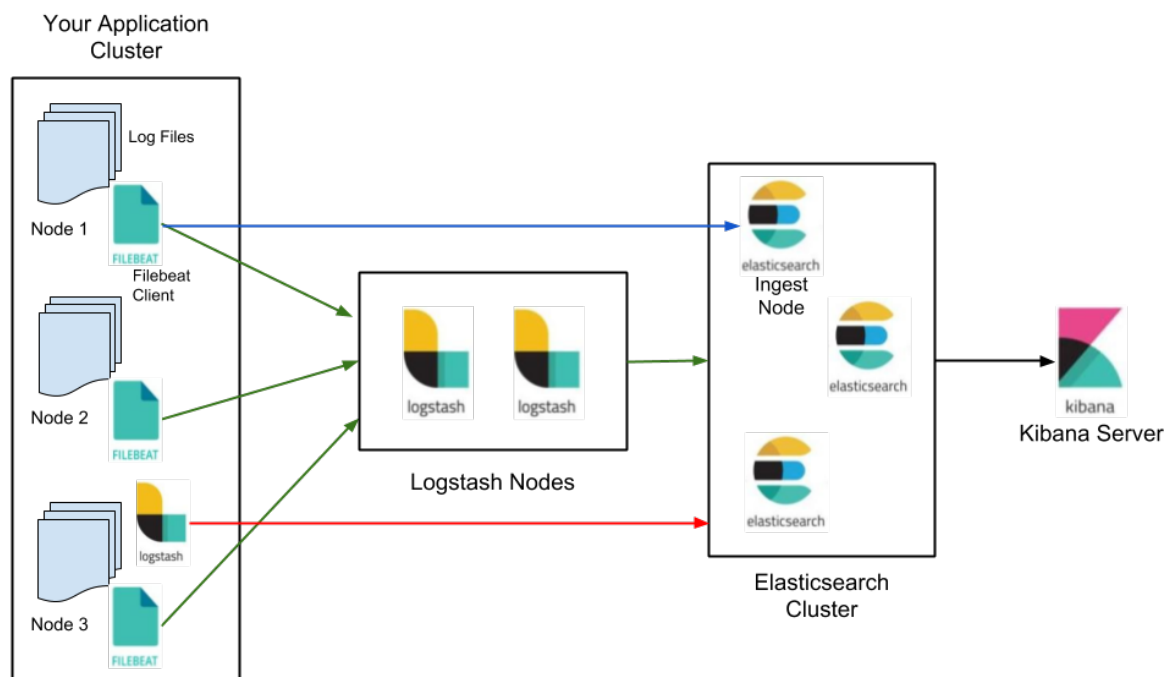 Your Application
Cluster
Log Files
Node 1
FILEBEAT
Filebeat
Client
Node 2
FILEBEAT
logstash
Node 3
FILEBEAT
logstash
logstash
Logstash Nodes
elasticsearch
Ingest
Node
elasticsearch
elasticsearch
Elasticsearch
Cluster
kibana
Kibana Server